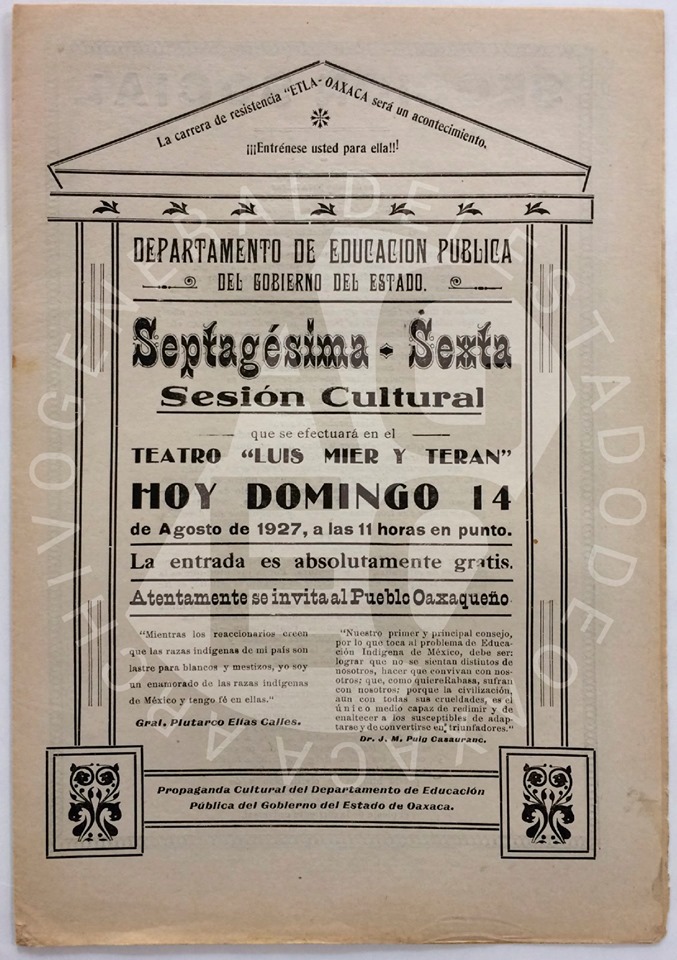 La carrera de resistencia "ETLA-OAXACA será un acontecimiento.
¡¡¡Entrénese usted para ella!!!
DEPARTAMENTO DE EDUCACION PUBLICA
DEL GOBIERNO DEL ESTADO.
Septagésima - Sexta
Sesión Cultural
que se efectuará en el
TEATRO "LUIS MIER Y TERAN"
HOY DOMINGO 14
de Agosto de 1927, a las 11 horas en punto.
La entrada es absolutamente gratis.
Atentamente se invita al Pueblo Oaxaqueño
"Mientras los reaccionarios creen
que las razas indígenas de mi país son
lastre para blancos y mestizos, yo soy
un enamorado de las razas indígenas
de México y tengo fé en ellas."
Gral. Plutarco Elías Calles.
"Nuestro primer y principal consejo,
por lo que toca al problema de Educa-
ción Indígena de México, debe ser:
lograr que no se sientan distintos de
nosotros, hacer que convivan con nos-
otros; que, como quiere Rabasa, sufran
con nosotros: porque la civilización,
aún con todas sus crueldades, es el
único medio capaz de redimir y de
enaltecer a los susceptibles de adap-
tarse y de convertirse en triunfadores."
Dr. J. M. Puig Casauranc.
Propaganda Cultural del Departamento de Educación
Pública del Gobierno del Estado de Oaxaca.
ARCHIVO GENERAL DEL ESTADO DE OAXACA